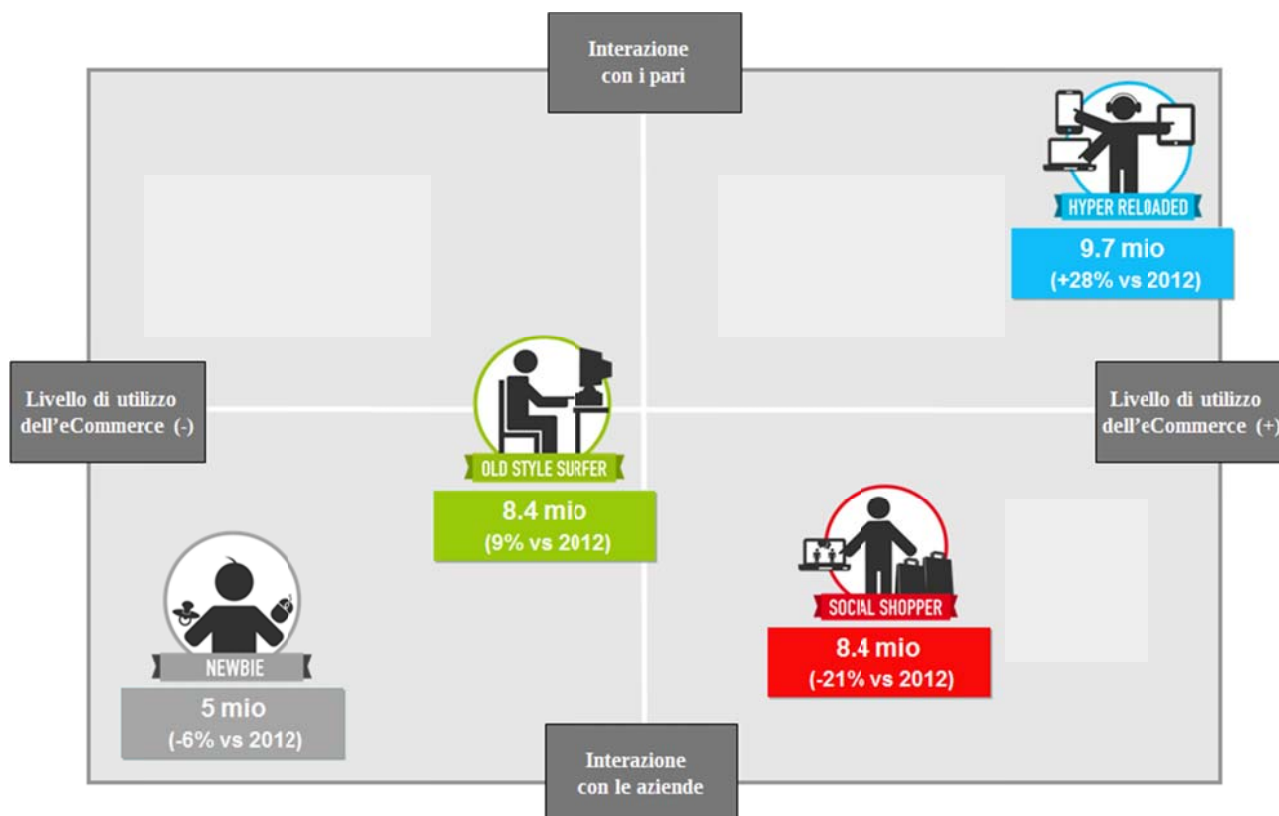 Interazione
con i pari
HYPER RELOADED
9.7 mio
(+28% vs 2012)
Livello di utilizzo
dell'eCommerce (-)
Livello di utilizzo
dell'eCommerce (+)
OLD STYLE SURFER
8.4 mio
(9% vs 2012)
SOCIAL SHOPPER
8.4 mio
(-21% vs 2012)
NEWBIE
5 mio
(-6% vs 2012)
Interazione
con le aziende